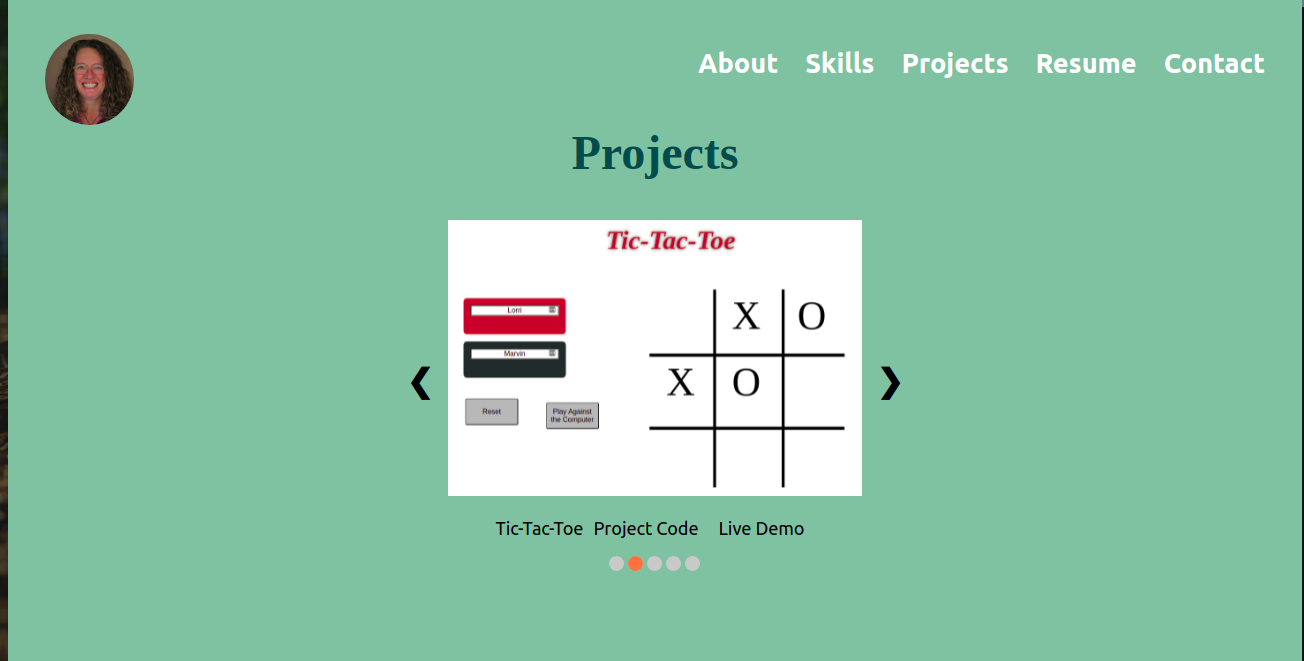 About Skills Projects Resume Contact
Projects
Tic-Tac-Toe
Lorri
Marvin
Reset
Play Against
the Computer
X O
X O
Tic-Tac-Toe Project Code Live Demo